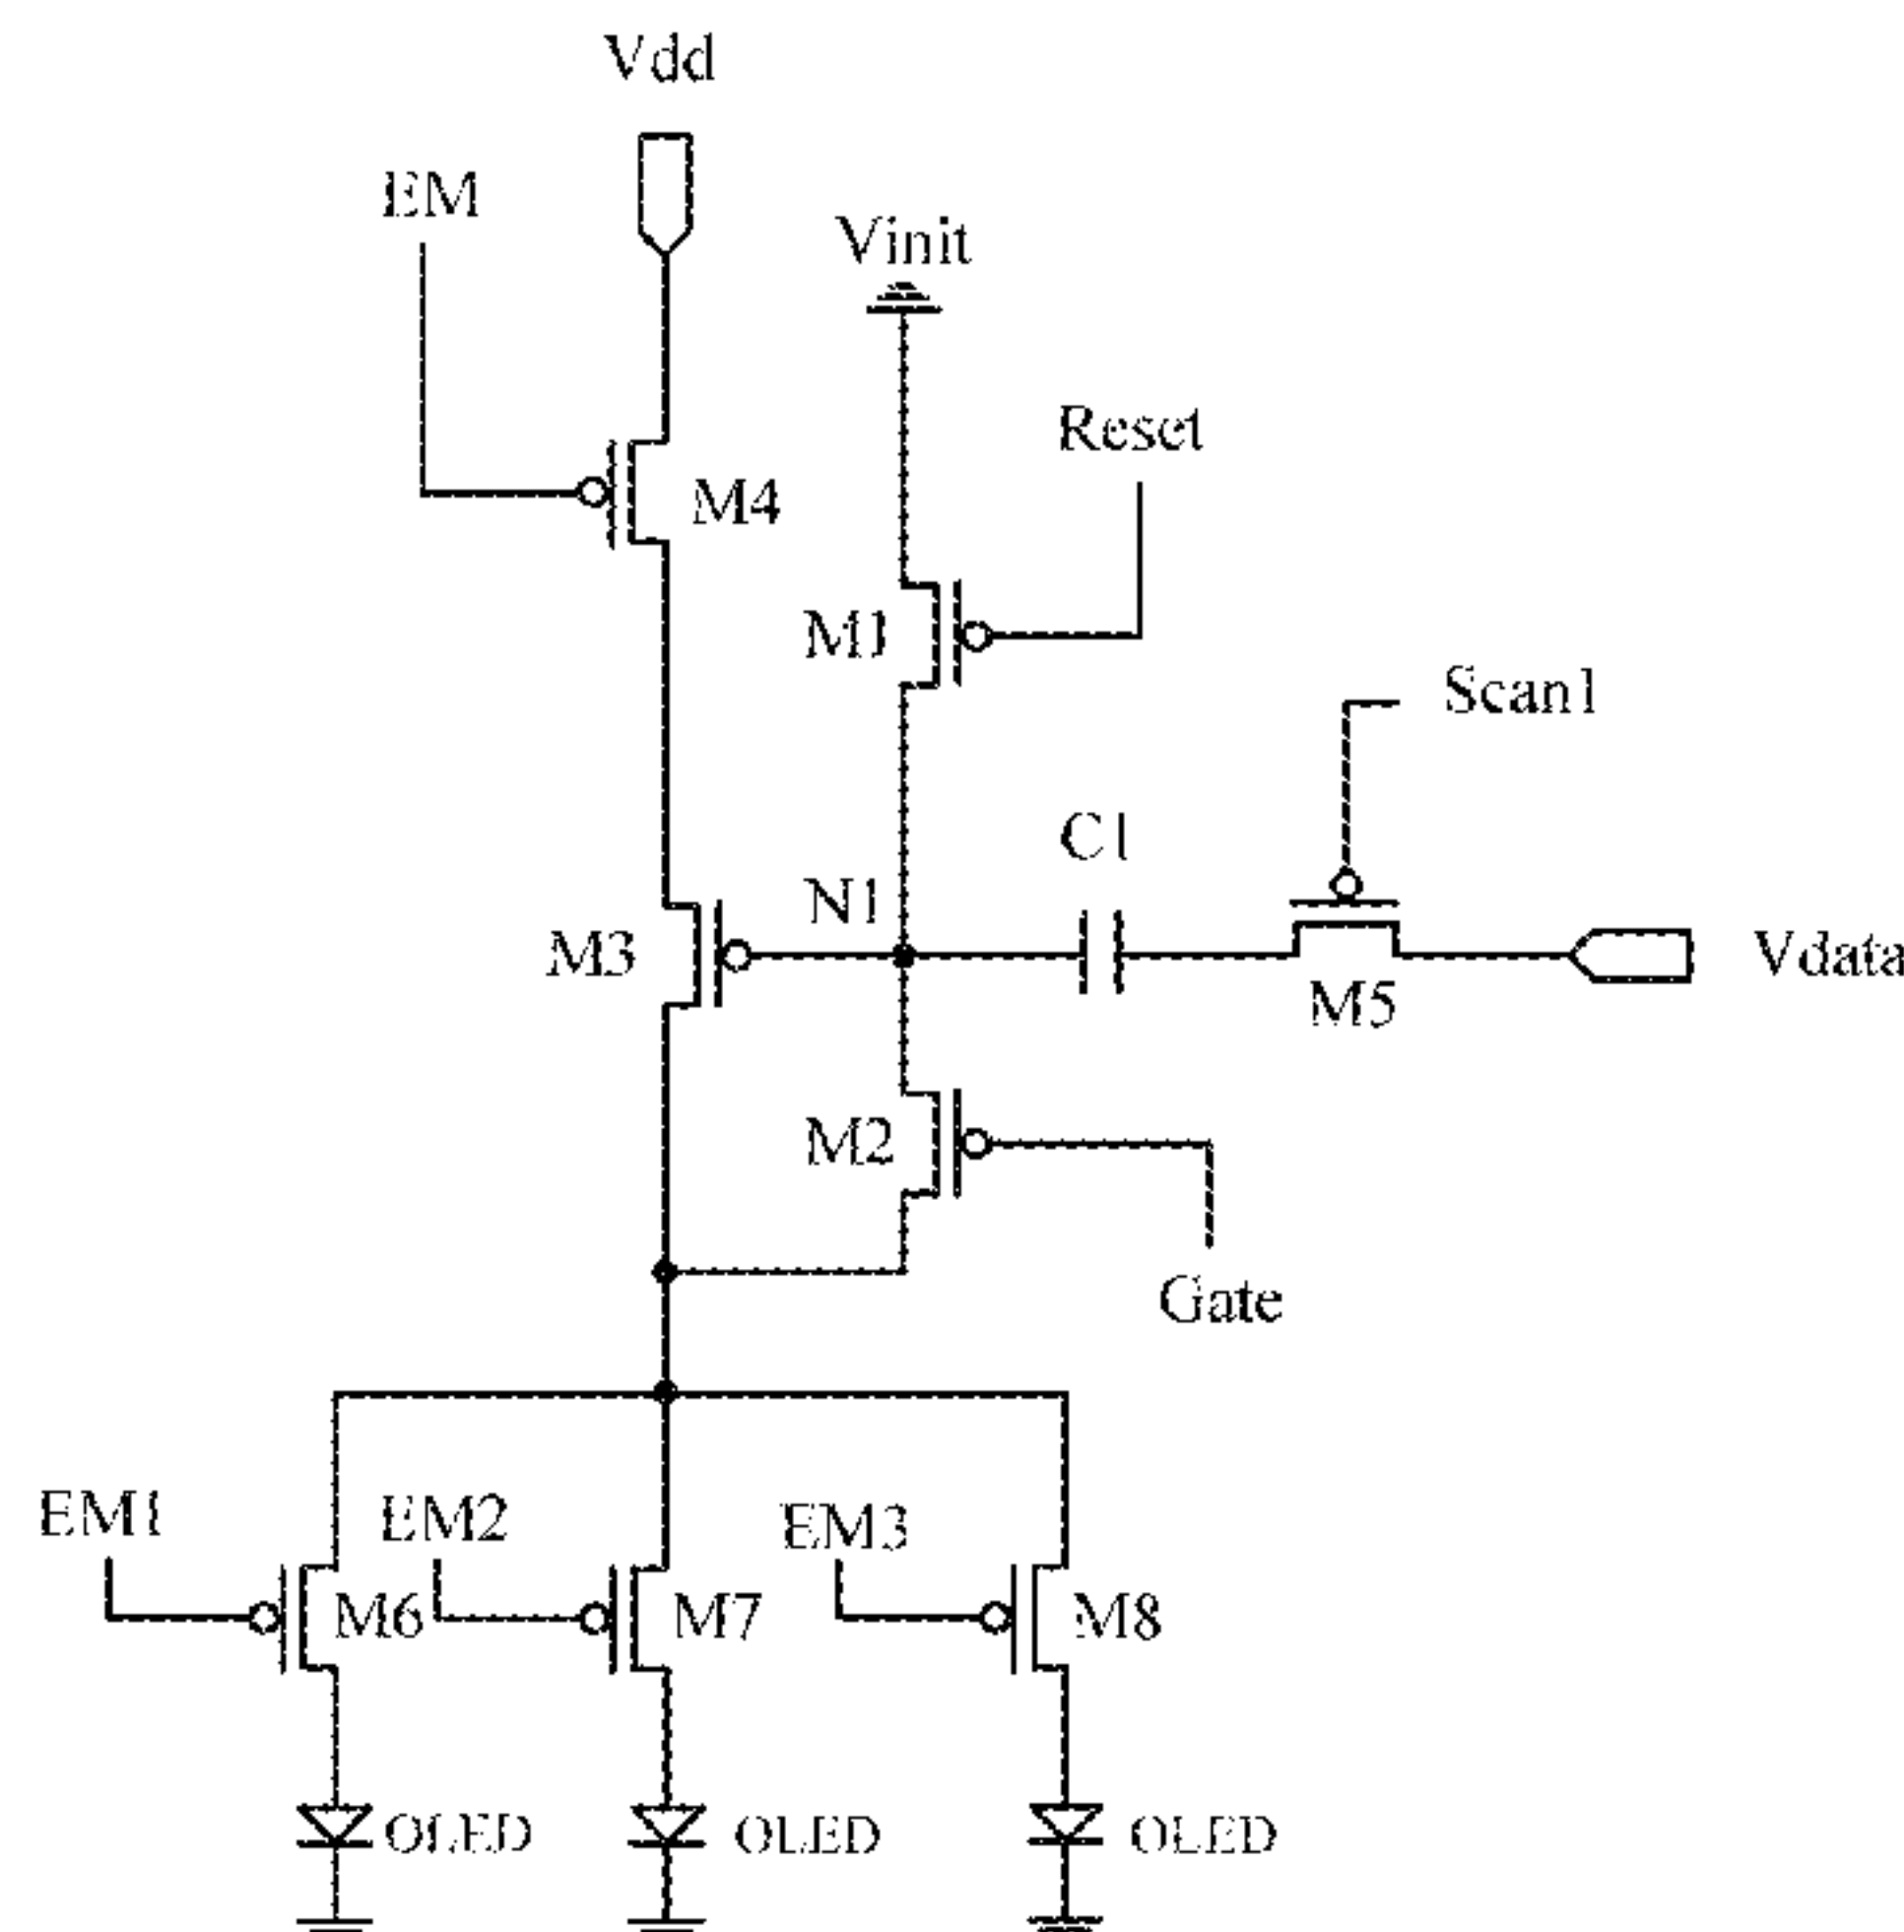 Vdd
EM
Vinit
Reset
M4
M1
Scan1
C1
N1
M3
Vdata
M5
M2
Gate
EM1
EM2
EM3
M6
M7
M8
OLED
OLED
OLED